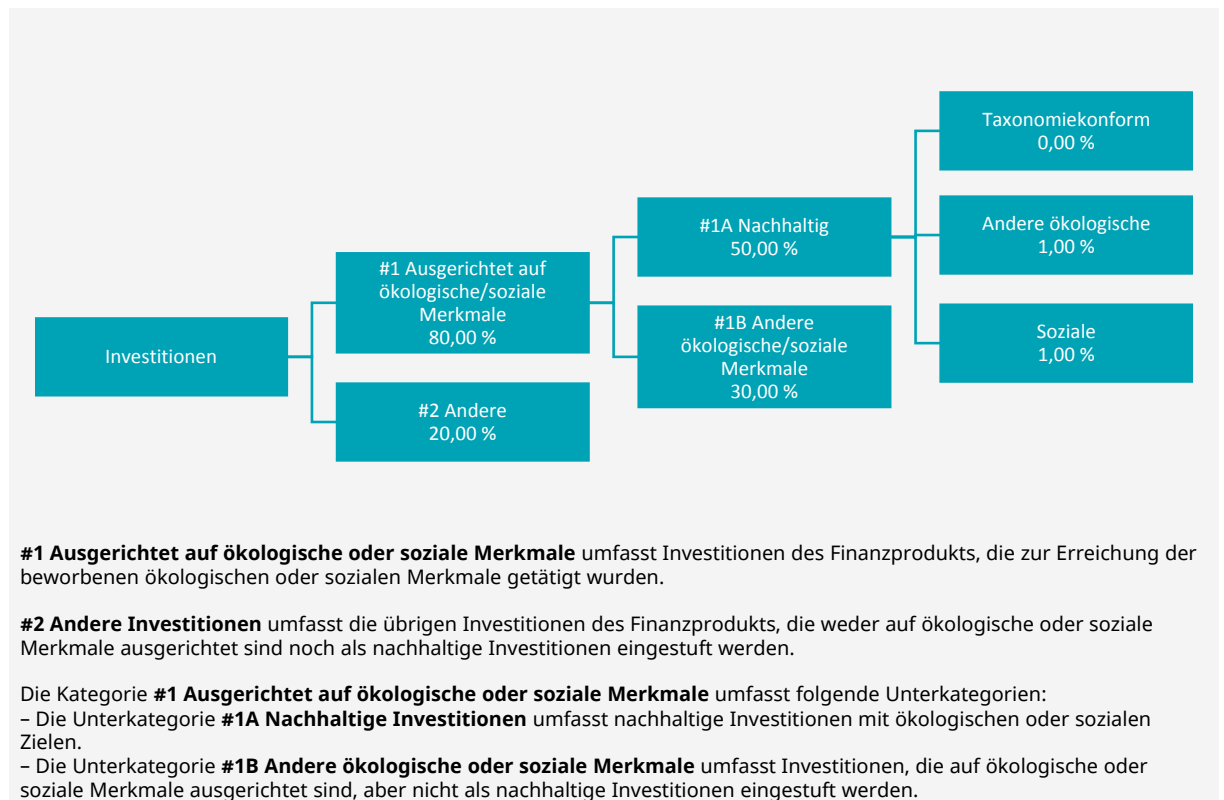 Investitionen
#1 Ausgerichtet auf
ökologische/soziale
Merkmale
80,00 %
#2 Andere
20,00 %
#1A Nachhaltig
50,00 %
#1B Andere
ökologische/soziale
Merkmale
30,00 %
Taxonomiekonform
0,00 %
Andere ökologische
1,00 %
Soziale
1,00 %
#1 Ausgerichtet auf ökologische oder soziale Merkmale umfasst Investitionen des Finanzprodukts, die zur Erreichung der
beworbenen ökologischen oder sozialen Merkmale getätigt wurden.
#2 Andere Investitionen umfasst die übrigen Investitionen des Finanzprodukts, die weder auf ökologische oder soziale
Merkmale ausgerichtet sind noch als nachhaltige Investitionen eingestuft werden.
Die Kategorie #1 Ausgerichtet auf ökologische oder soziale Merkmale umfasst folgende Unterkategorien:
– Die Unterkategorie #1A Nachhaltige Investitionen umfasst nachhaltige Investitionen mit ökologischen oder sozialen
Zielen.
– Die Unterkategorie #1B Andere ökologische oder soziale Merkmale umfasst Investitionen, die auf ökologische oder
soziale Merkmale ausgerichtet sind, aber nicht als nachhaltige Investitionen eingestuft werden.